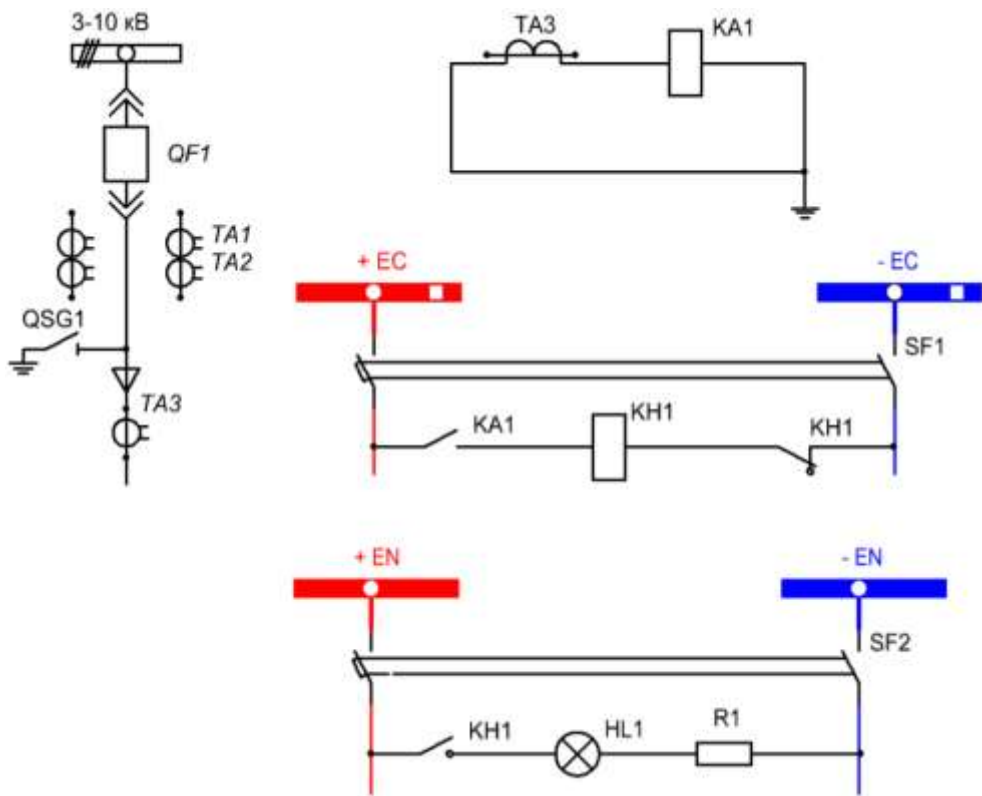 3-10 кВ
QF1
TA1
TA2
QSG1
TA3
TA3
KA1
+ EC
- EC
SF1
KA1
KH1
KH1
+ EN
- EN
SF2
KH1
HL1
R1